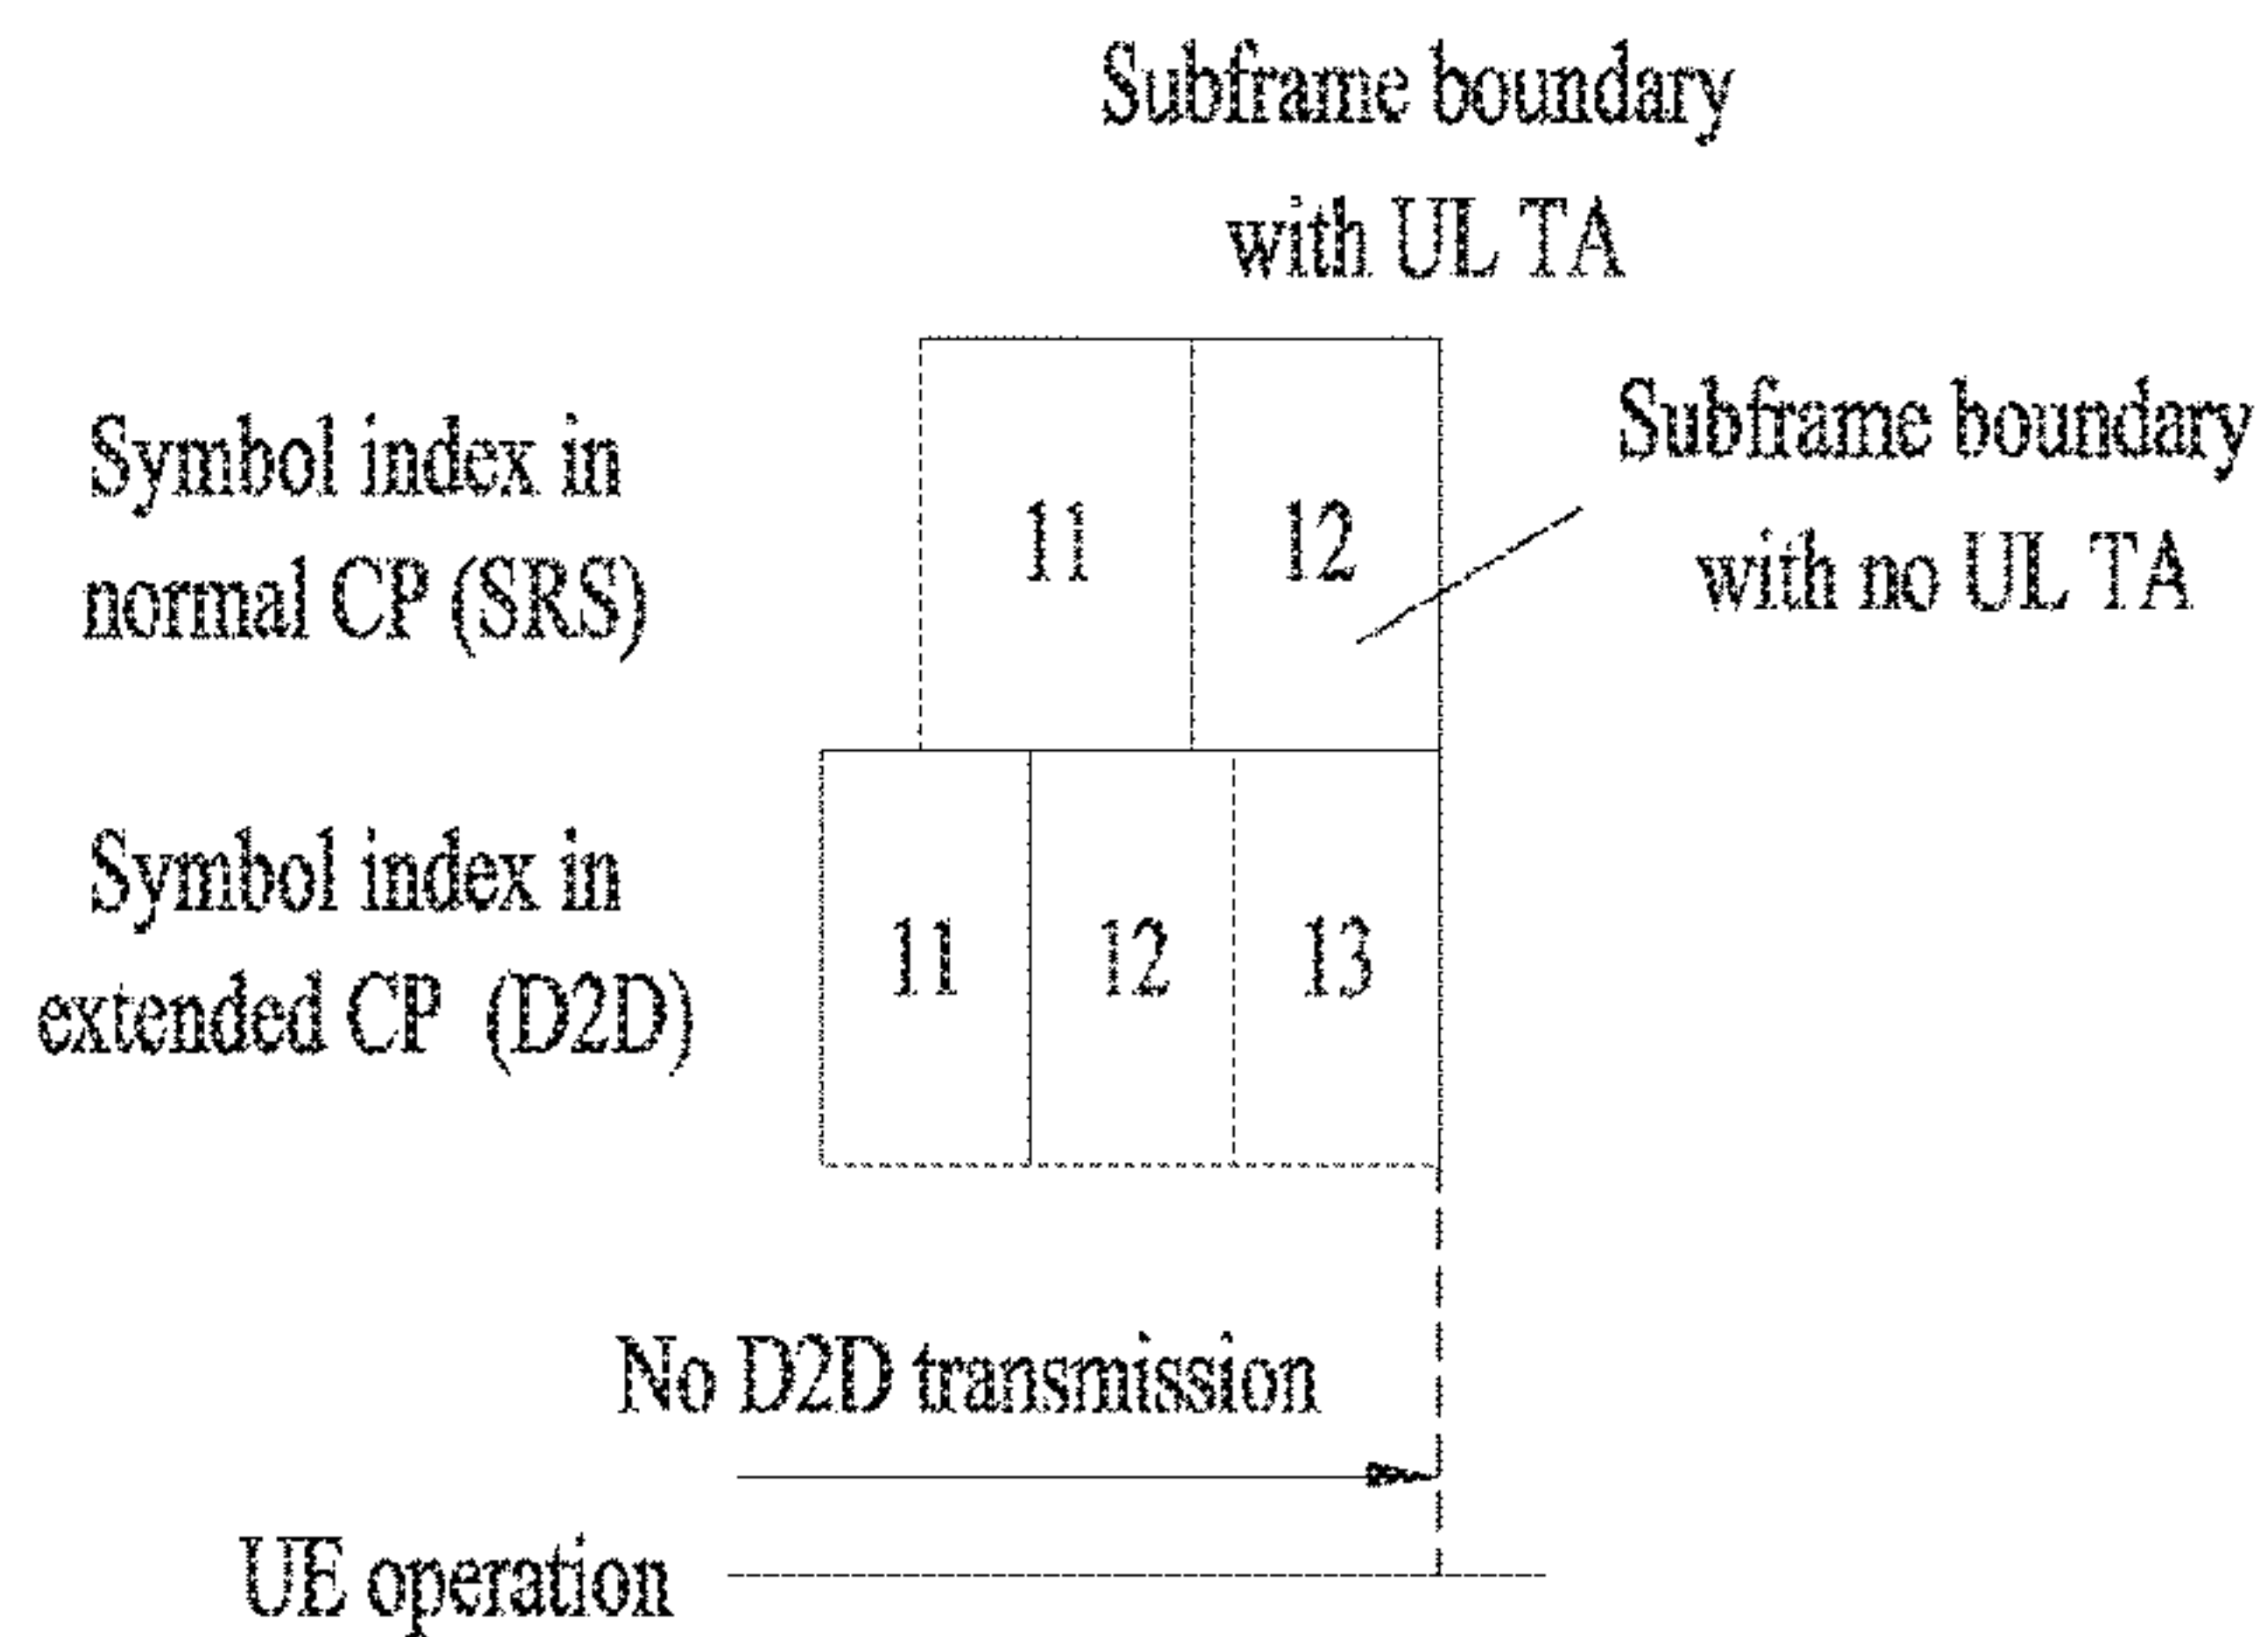 Subframe boundary
with UL TA
Subframe boundary
with no UL TA
Symbol index in
normal CP (SRS)
11 12
Symbol index in
extended CP (D2D)
11 12 13
No D2D transmission
UE operation